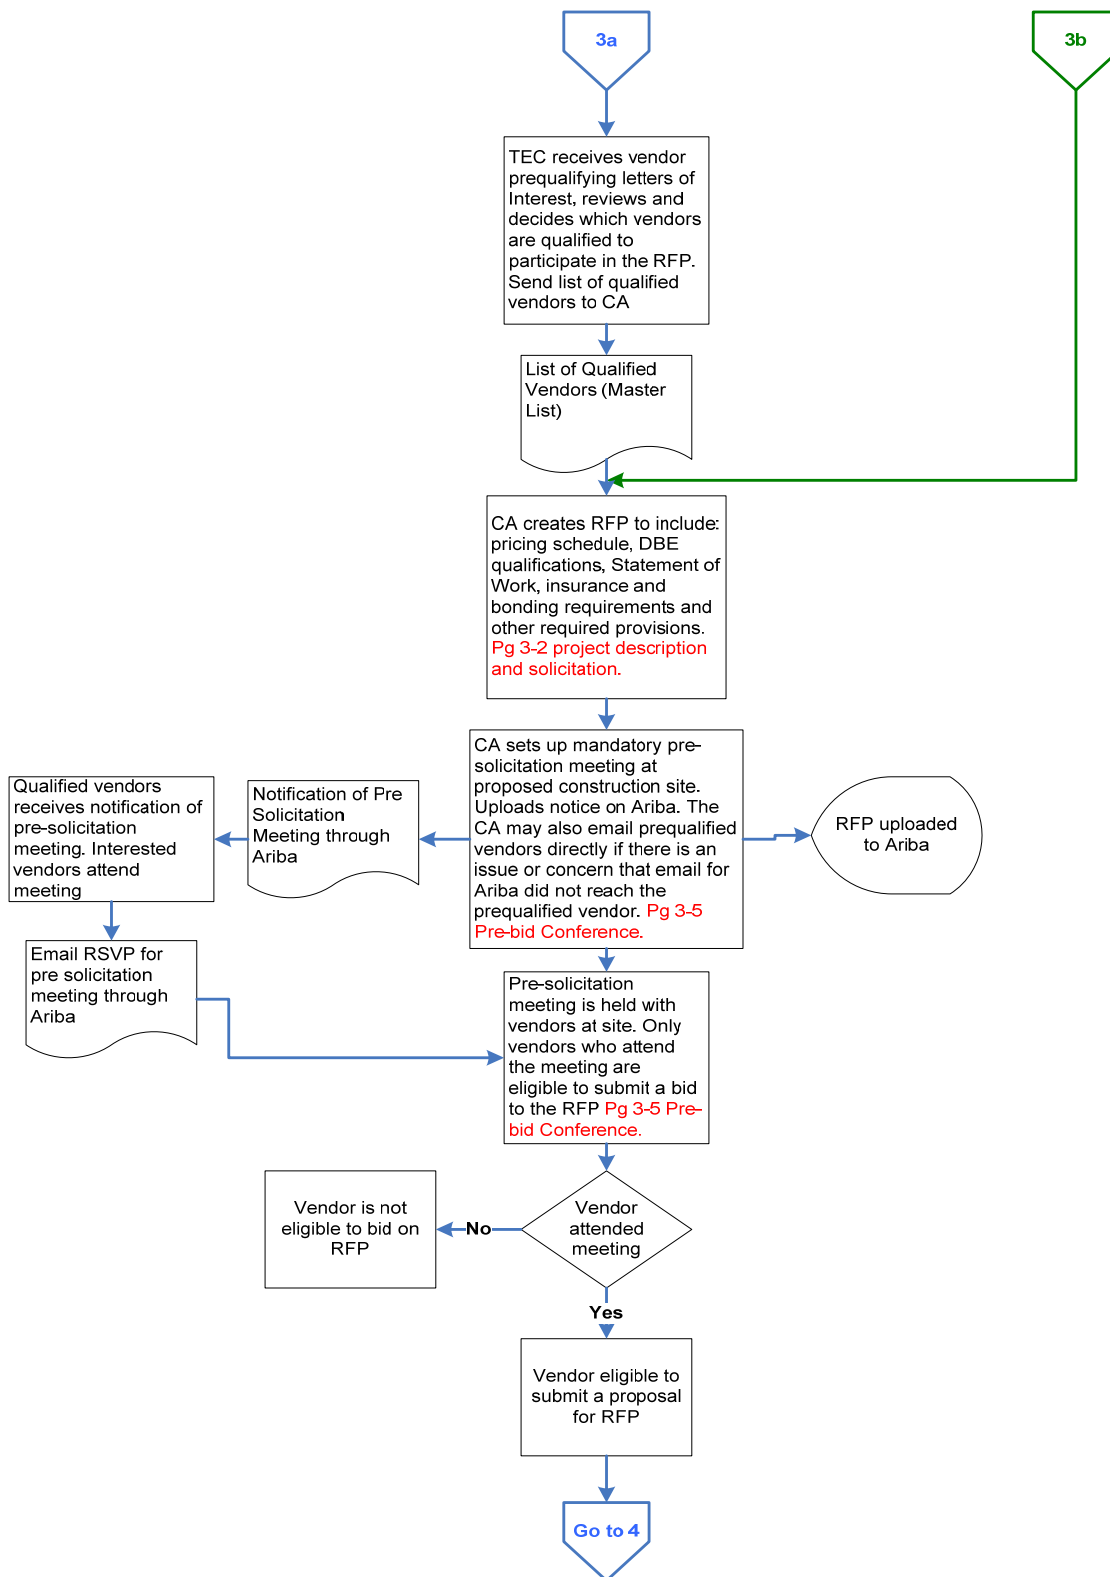 3a
3b
TEC receives vendor
prequalifying letters of
Interest, reviews and
decides which vendors
are qualified to
participate in the RFP.
Send list of qualified
vendors to CA
List of Qualified
Vendors (Master
List)
CA creates RFP to include:
pricing schedule, DBE
qualifications, Statement of
Work, insurance and
bonding requirements and
other required provisions.
Pg 3-2 project description
and solicitation.
CA sets up mandatory pre-
solicitation meeting at
proposed construction site.
Uploads notice on Ariba. The
CA may also email prequalified
vendors directly if there is an
issue or concern that email for
Ariba did not reach the
prequalified vendor. Pg 3-5
Pre-bid Conference.
Notification of Pre
Solicitation
Meeting through
Ariba
Qualified vendors
receives notification of
pre-solicitation
meeting. Interested
vendors attend
meeting
RFP uploaded
to Ariba
Email RSVP for
pre solicitation
meeting through
Ariba
Pre-solicitation
meeting is held with
vendors at site. Only
vendors who attend
the meeting are
eligible to submit a bid
to the RFP Pg 3-5 Pre-
bid Conference.
Vendor
attended
meeting
No
Vendor is not
eligible to bid on
RFP
Yes
Vendor eligible to
submit a proposal
for RFP
Go to 4